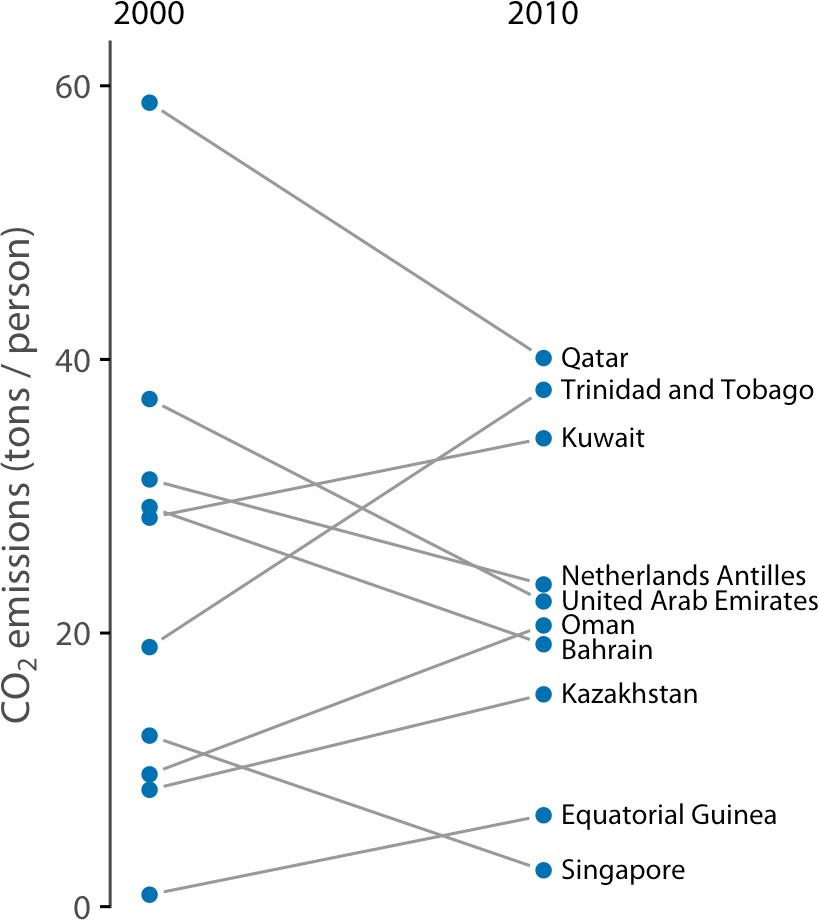 2000 2010
60
40
20
0
CO₂ emissions (tons / person)
Qatar
Trinidad and Tobago
Kuwait
Netherlands Antilles
United Arab Emirates
Oman
Bahrain
Kazakhstan
Equatorial Guinea
Singapore